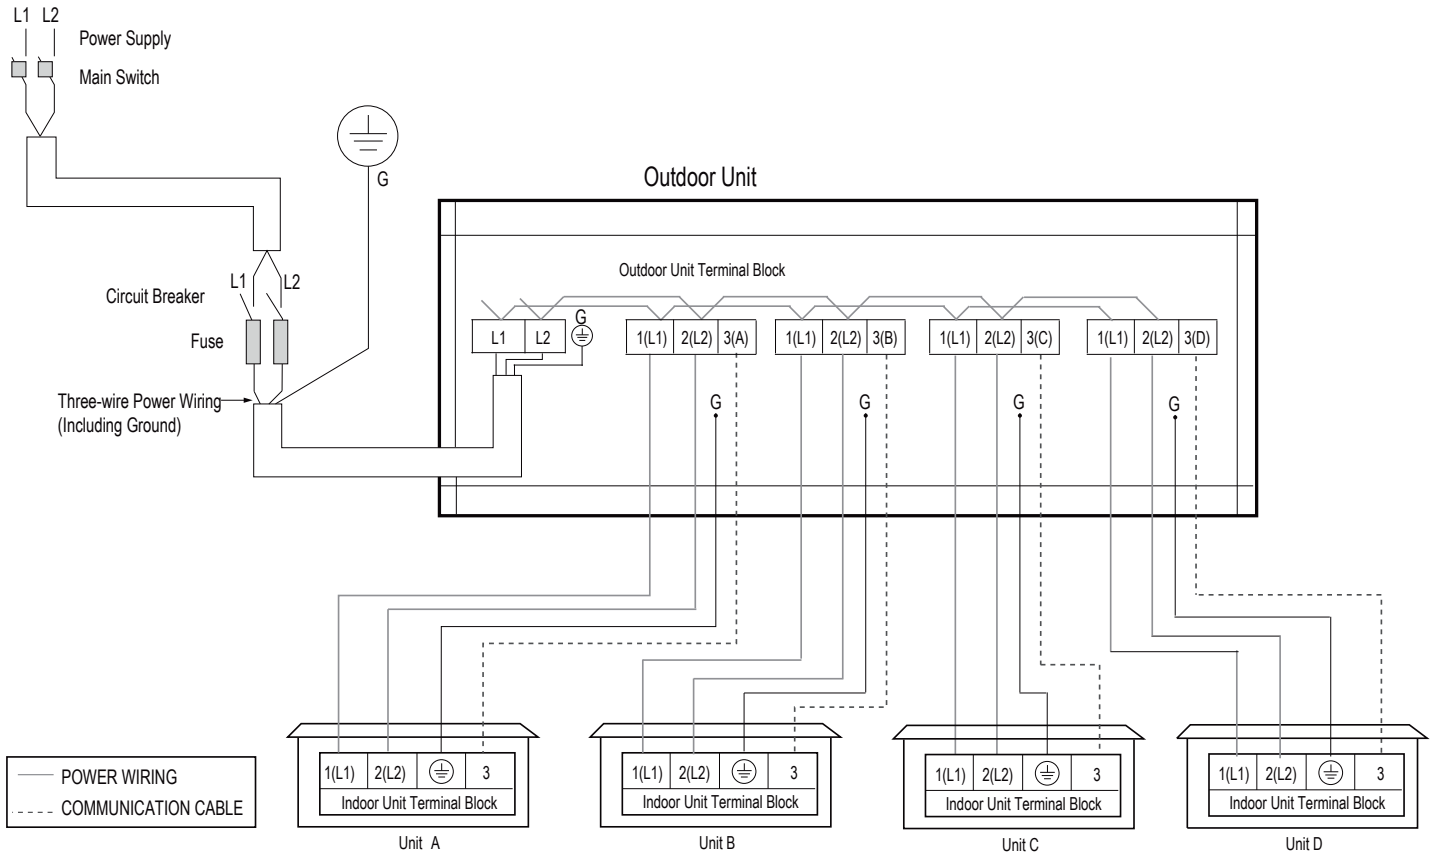 L1 L2
Power Supply
Main Switch
G
Outdoor Unit
Outdoor Unit Terminal Block
L1 L2
Circuit Breaker
Fuse
G
L1 L2
1(L1) 2(L2) 3(A)
1(L1) 2(L2) 3(B)
1(L1) 2(L2) 3(C)
1(L1) 2(L2) 3(D)
Three-wire Power Wiring
(Including Ground)
G G G G
1(L1) 2(L2) 3
Indoor Unit Terminal Block
Unit A
1(L1) 2(L2) 3
Indoor Unit Terminal Block
Unit B
1(L1) 2(L2) 3
Indoor Unit Terminal Block
Unit C
1(L1) 2(L2) 3
Indoor Unit Terminal Block
Unit D
POWER WIRING
COMMUNICATION CABLE